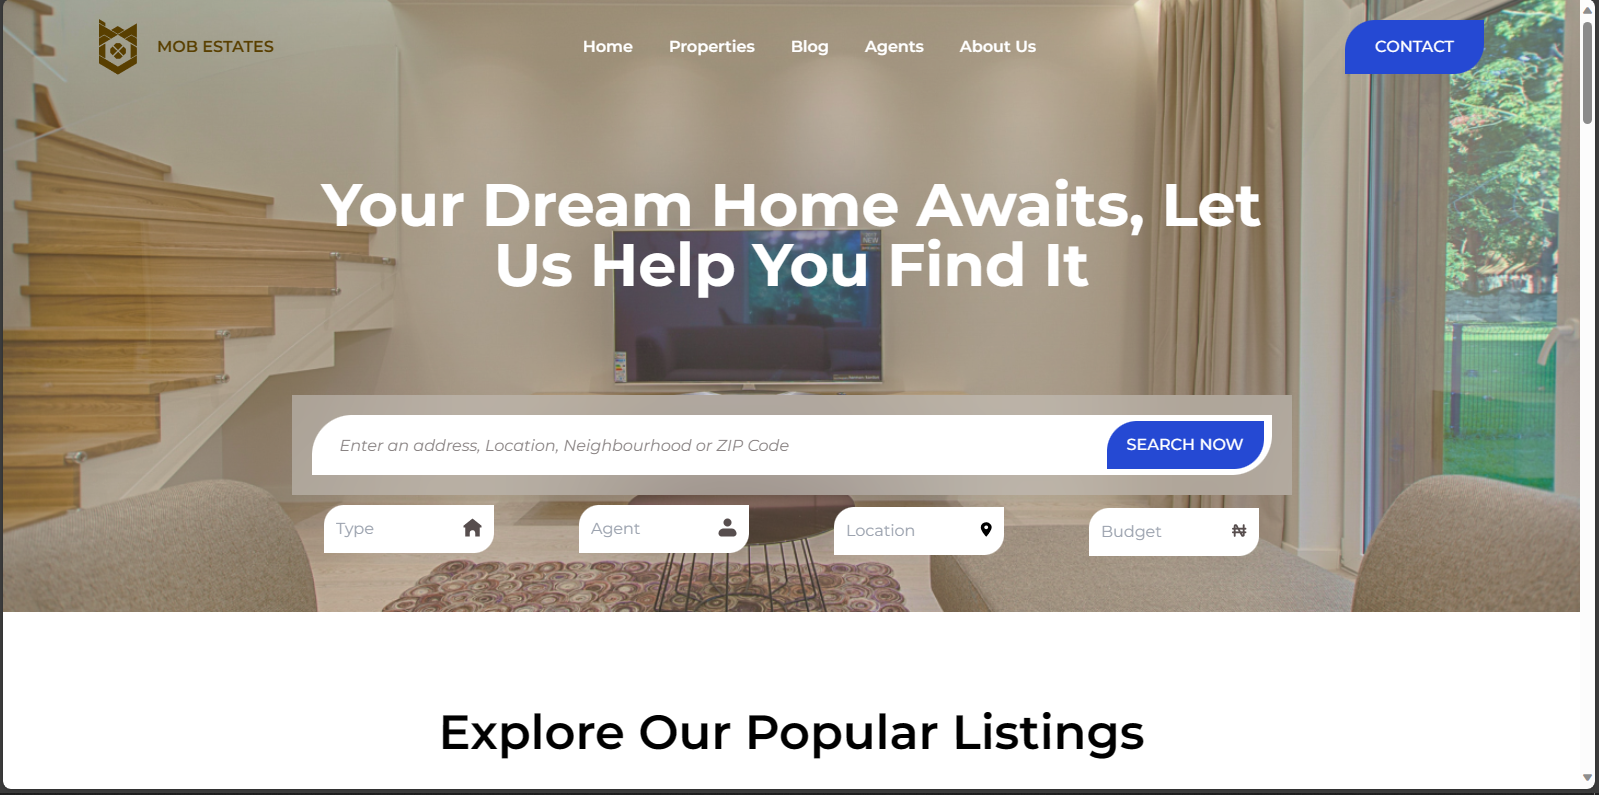 MOB ESTATES
Home Properties Blog Agents About Us
CONTACT
Your Dream Home Awaits, Let
Us Help You Find It
NEW
Enter an address, Location, Neighbourhood or ZIP Code
SEARCH NOW
Type
Agent
Location
Budget
Explore Our Popular Listings